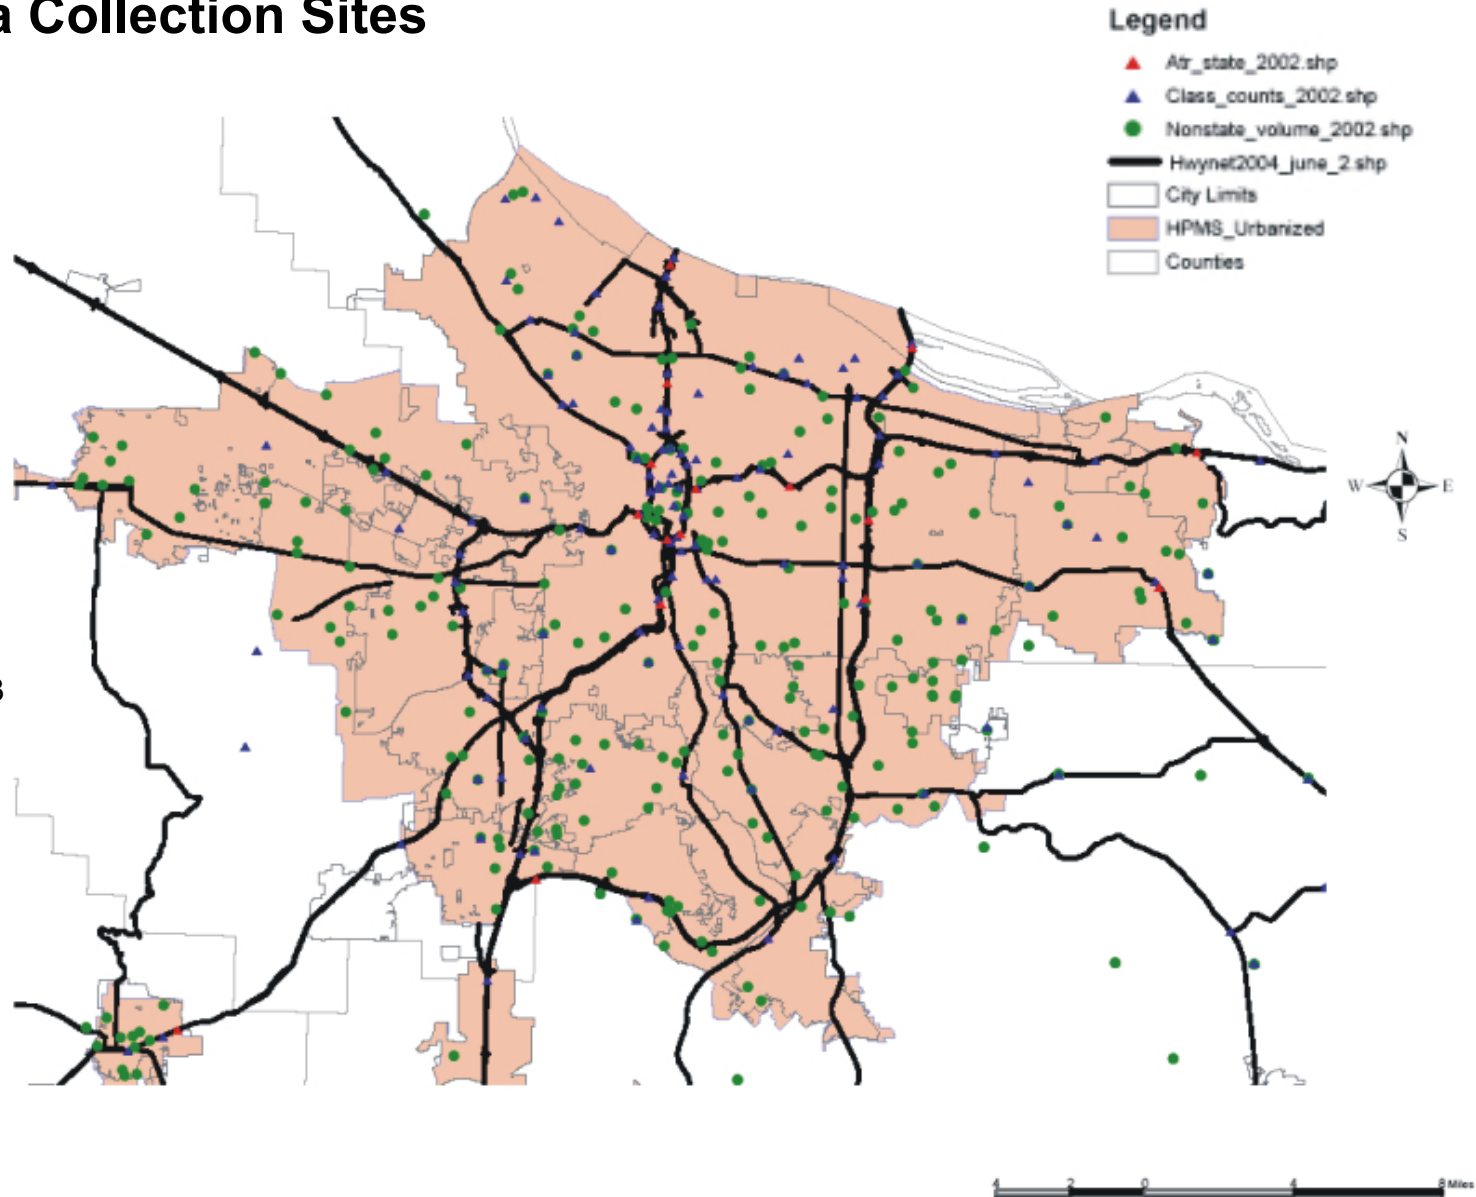 a Collection Sites
Legend
Atr_state_2002.shp
Class_counts_2002.shp
Nonstate_volume_2002.shp
Hwynet2004_june_2.shp
City Limits
HPMS_Urbanized
Counties
N
W E
S
s
4 2 0 4 8 Miles